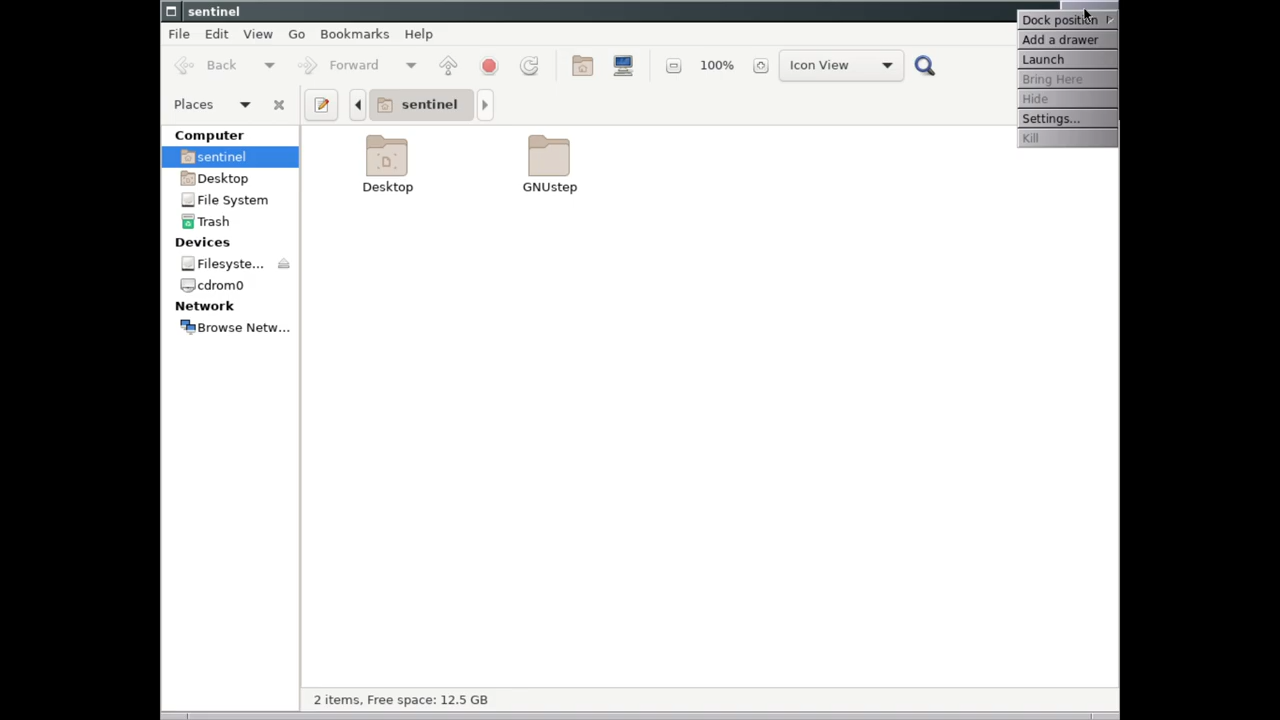 sentinel
File Edit View Go Bookmarks Help
Back Forward 100% Icon View
Places sentinel
Computer
sentinel
Desktop
File System
Trash
Devices
Filesyste...
cdrom0
Network
Browse Netw...
Desktop GNUstep
Dock position
Add a drawer
Launch
Bring Here
Hide
Settings...
Kill
2 items, Free space: 12.5 GB